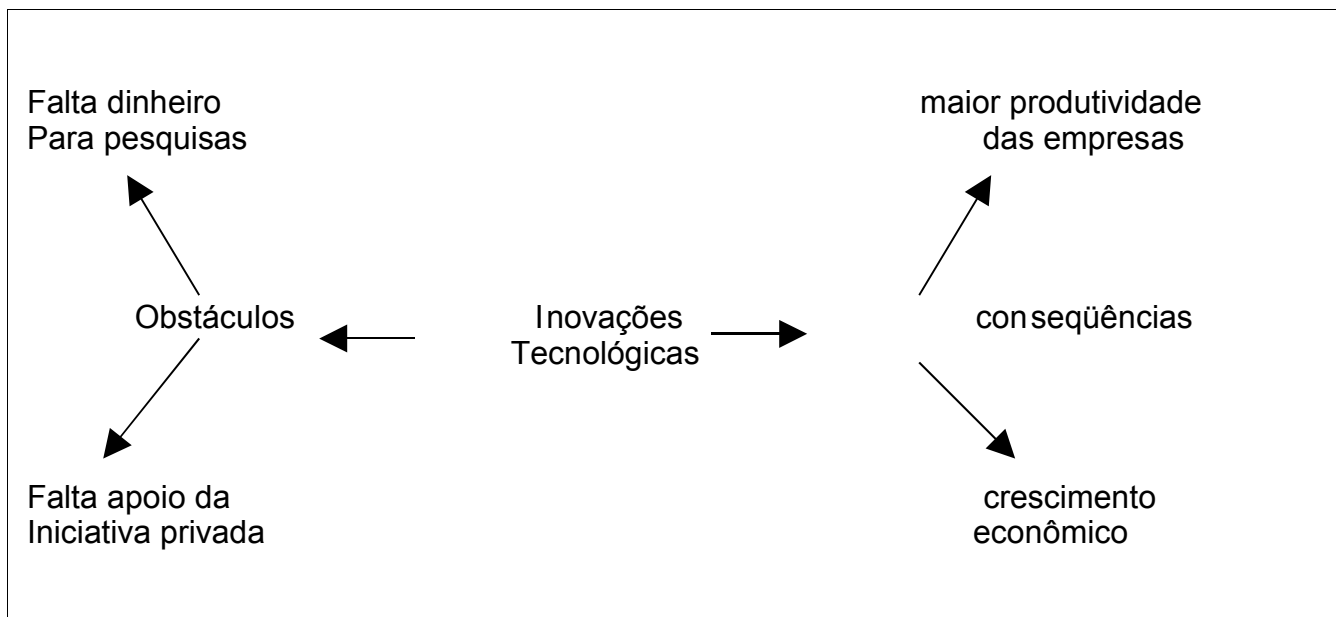 Falta dinheiro
Para pesquisas
maior produtividade
das empresas
Obstáculos
Inovações
Tecnológicas
conseqüências
Falta apoio da
Iniciativa privada
crescimento
econômico